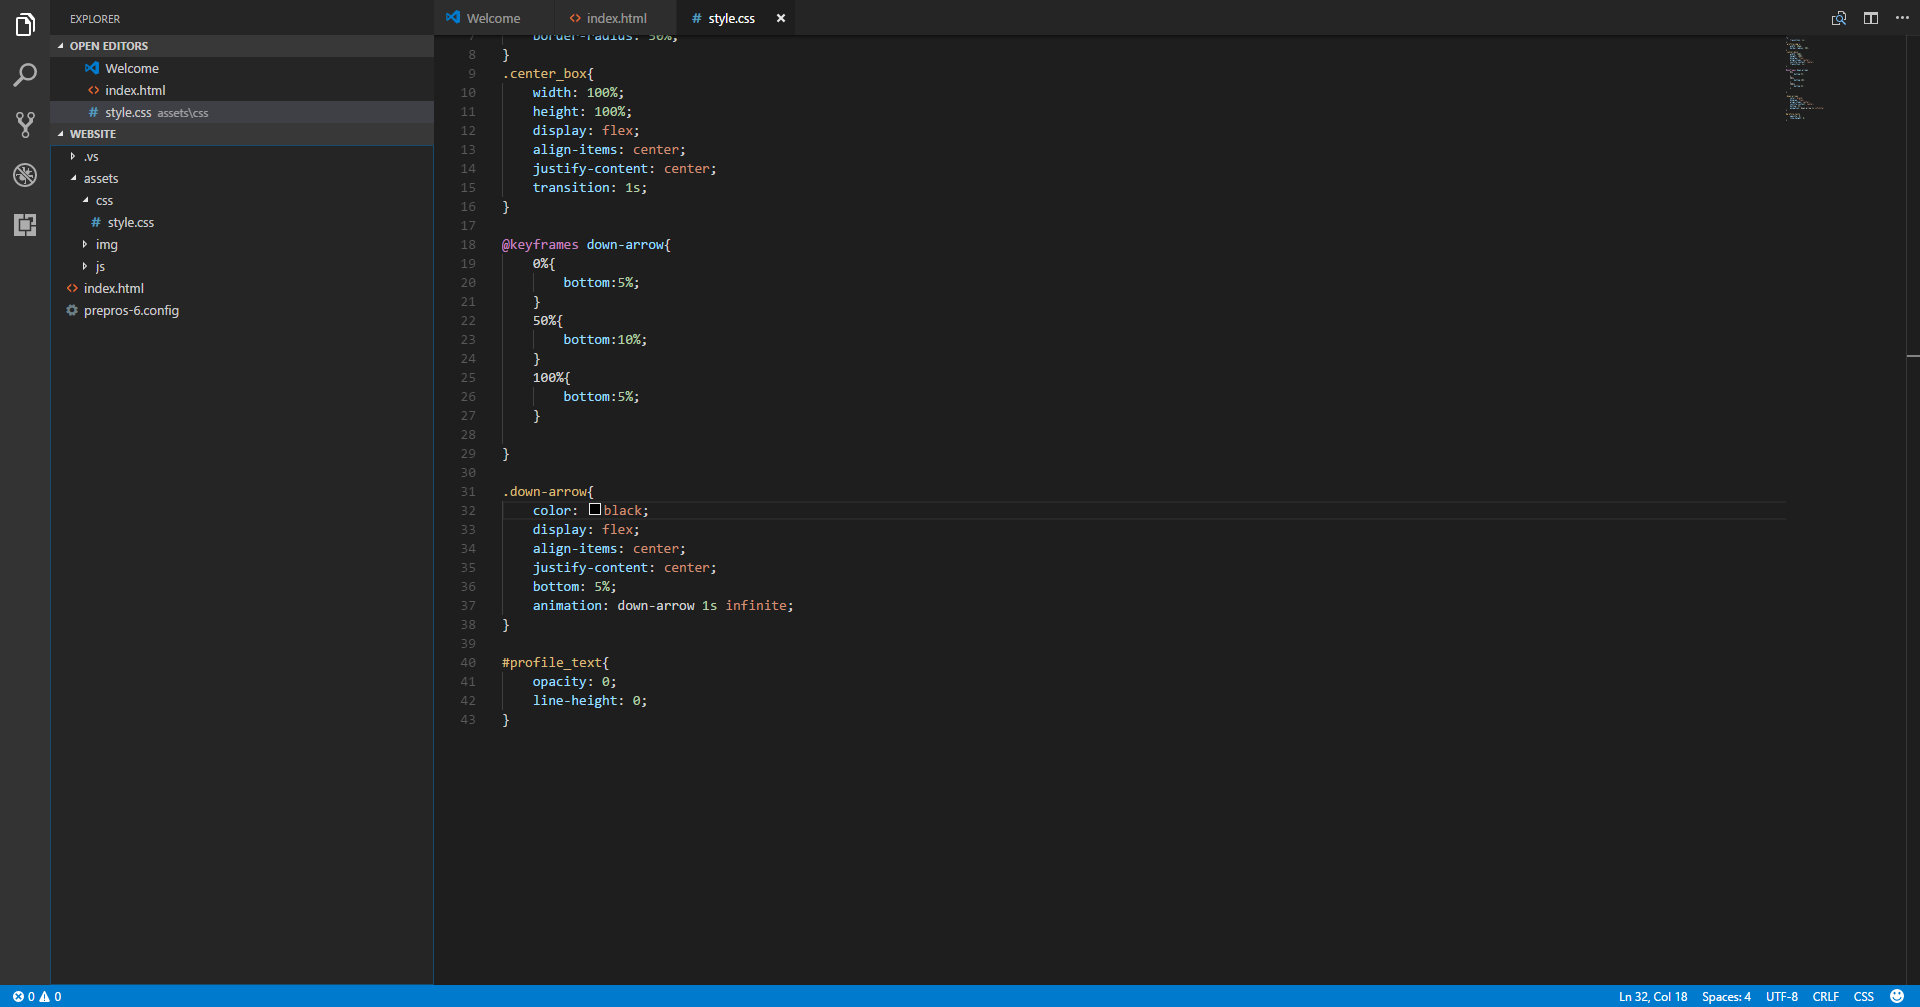 EXPLORER
OPEN EDITORS
Welcome
index.html
style.css assets\css
WEBSITE
.vs
assets
css
style.css
img
js
index.html
prepros-6.config
Welcome
index.html
style.css
7 border-radius: 50%;
8 }
9 .center_box{
10 width: 100%;
11 height: 100%;
12 display: flex;
13 align-items: center;
14 justify-content: center;
15 transition: 1s;
16 }
17
18 @keyframes down-arrow{
19 0%{
20 bottom:5%;
21 }
22 50%{
23 bottom:10%;
24 }
25 100%{
26 bottom:5%;
27 }
28
29 }
30
31 .down-arrow{
32 color: black;
33 display: flex;
34 align-items: center;
35 justify-content: center;
36 bottom: 5%;
37 animation: down-arrow 1s infinite;
38 }
39
40 #profile_text{
41 opacity: 0;
42 line-height: 0;
43 }
0 0
Ln 32, Col 18 Spaces: 4 UTF-8 CRLF CSS